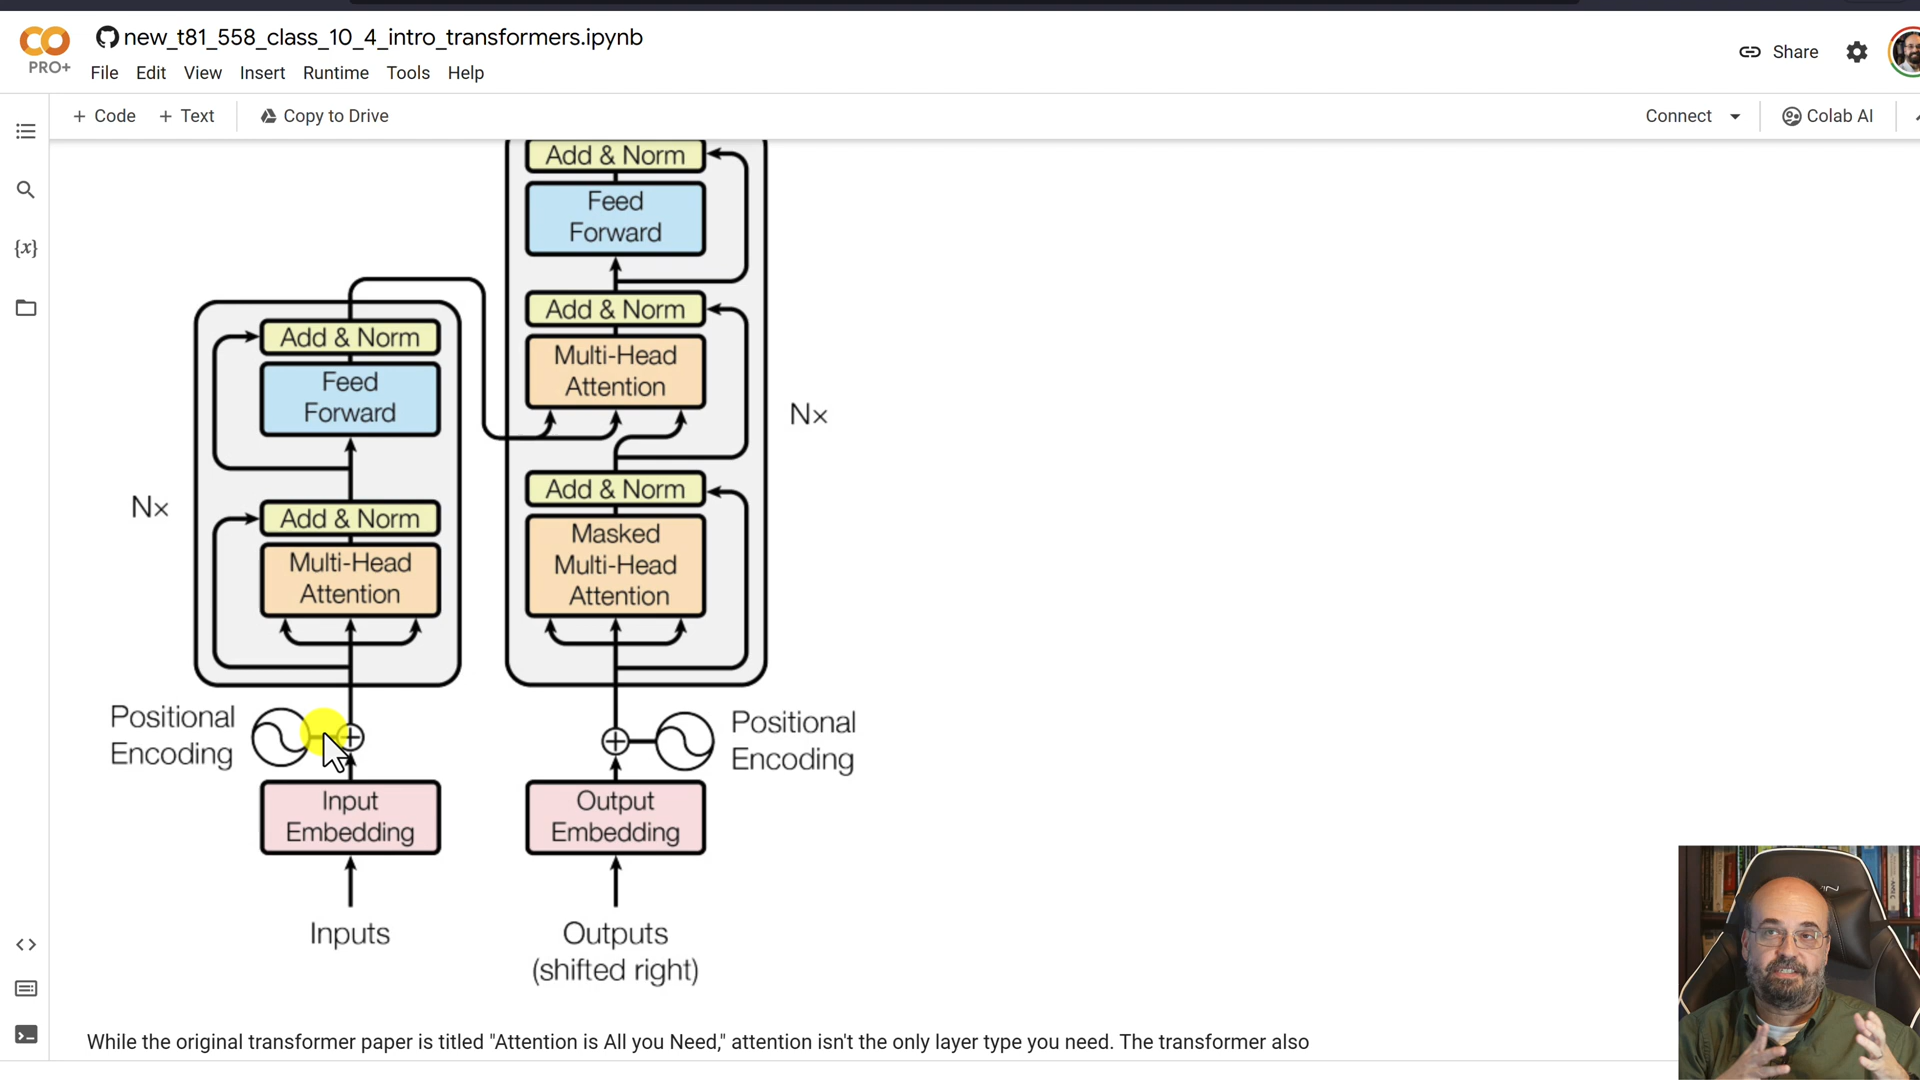 new_t81_558_class_10_4_intro_transformers.ipynb
PRO+
File Edit View Insert Runtime Tools Help
Share
+ Code + Text Copy to Drive
Connect
Colab AI
{x}
Add & Norm
Feed
Forward
Add & Norm
Multi-Head
Attention
Nx
Add & Norm
Masked
Multi-Head
Attention
Add & Norm
Feed
Forward
Nx
Add & Norm
Multi-Head
Attention
Positional
Encoding
Positional
Encoding
Input
Embedding
Output
Embedding
Inputs
Outputs
(shifted right)
While the original transformer paper is titled "Attention is All you Need," attention isn't the only layer type you need. The transformer also